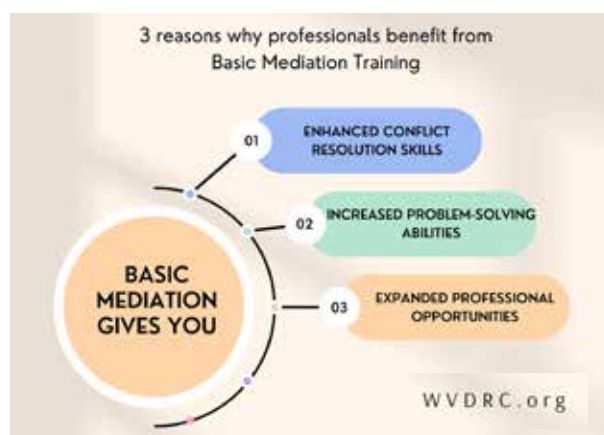 3 reasons why professionals benefit from
Basic Mediation Training
01
ENHANCED CONFLICT
RESOLUTION SKILLS
02
INCREASED PROBLEM-SOLVING
ABILITIES
BASIC
MEDIATION
GIVES YOU
03
EXPANDED PROFESSIONAL
OPPORTUNITIES
WVDRC.org